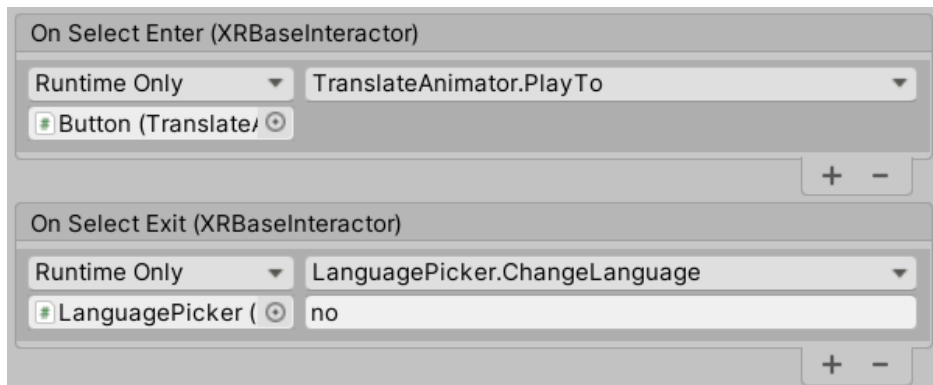 On Select Enter (XRBaseInteractor)
Runtime Only TranslateAnimator.PlayTo
Button (Translate
+ −
On Select Exit (XRBaseInteractor)
Runtime Only LanguagePicker.ChangeLanguage
LanguagePicker ( no
+ −